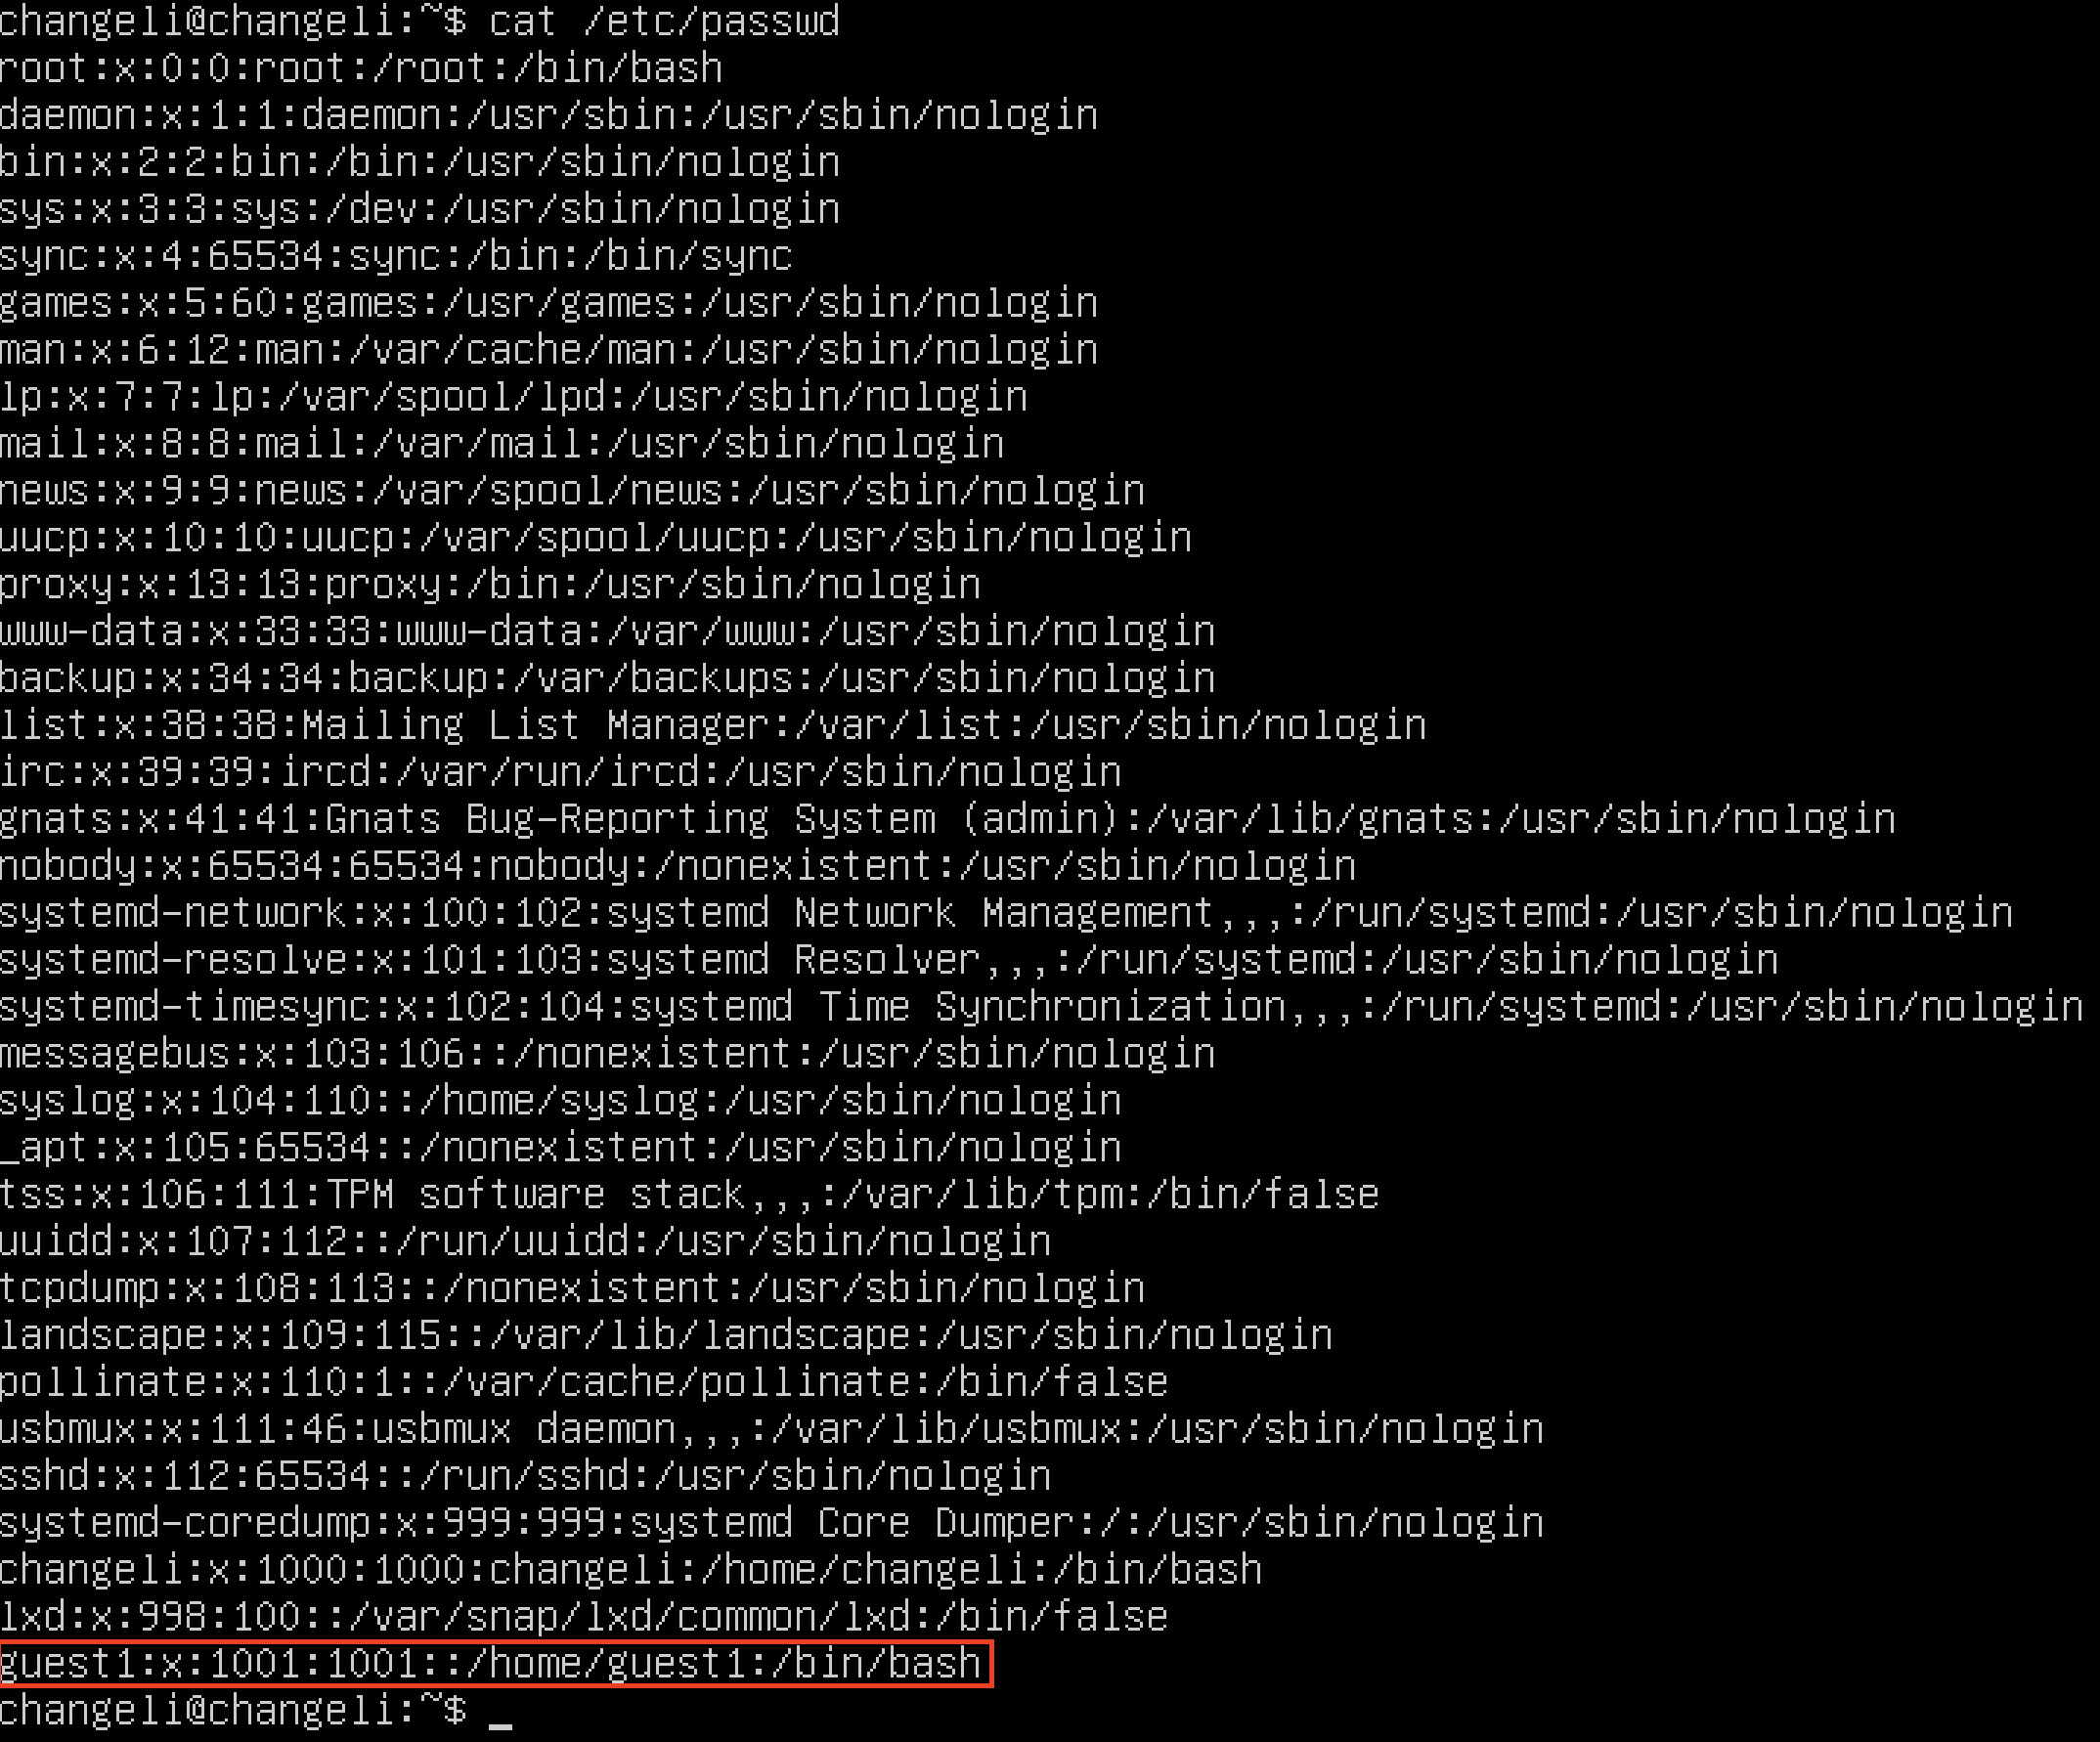 changeli@changeli:~$ cat /etc/passwd
root:x:0:0:root:/root:/bin/bash
daemon:x:1:1:daemon:/usr/sbin:/usr/sbin/nologin
bin:x:2:2:bin:/bin:/usr/sbin/nologin
sys:x:3:3:sys:/dev:/usr/sbin/nologin
sync:x:4:65534:sync:/bin:/bin/sync
games:x:5:60:games:/usr/games:/usr/sbin/nologin
man:x:6:12:man:/var/cache/man:/usr/sbin/nologin
lp:x:7:7:lp:/var/spool/lpd:/usr/sbin/nologin
mail:x:8:8:mail:/var/mail:/usr/sbin/nologin
news:x:9:9:news:/var/spool/news:/usr/sbin/nologin
uucp:x:10:10:uucp:/var/spool/uucp:/usr/sbin/nologin
proxy:x:13:13:proxy:/bin:/usr/sbin/nologin
www-data:x:33:33:www-data:/var/www:/usr/sbin/nologin
backup:x:34:34:backup:/var/backups:/usr/sbin/nologin
list:x:38:38:Mailing List Manager:/var/list:/usr/sbin/nologin
irc:x:39:39:ircd:/var/run/ircd:/usr/sbin/nologin
gnats:x:41:41:Gnats Bug-Reporting System (admin):/var/lib/gnats:/usr/sbin/nologin
nobody:x:65534:65534:nobody:/nonexistent:/usr/sbin/nologin
systemd-network:x:100:102:systemd Network Management,,,:/run/systemd:/usr/sbin/nologin
systemd-resolve:x:101:103:systemd Resolver,,,:/run/systemd:/usr/sbin/nologin
systemd-timesync:x:102:104:systemd Time Synchronization,,,:/run/systemd:/usr/sbin/nologin
messagebus:x:103:106::/nonexistent:/usr/sbin/nologin
syslog:x:104:110::/home/syslog:/usr/sbin/nologin
_apt:x:105:65534::/nonexistent:/usr/sbin/nologin
tss:x:106:111:TPM software stack,,,:/var/lib/tpm:/bin/false
uuidd:x:107:112::/run/uuidd:/usr/sbin/nologin
tcpdump:x:108:113::/nonexistent:/usr/sbin/nologin
landscape:x:109:115::/var/lib/landscape:/usr/sbin/nologin
pollinate:x:110:1::/var/cache/pollinate:/bin/false
usbmux:x:111:46:usbmux daemon,,,:/var/lib/usbmux:/usr/sbin/nologin
sshd:x:112:65534::/run/sshd:/usr/sbin/nologin
systemd-coredump:x:999:999:systemd Core Dumper:/:/usr/sbin/nologin
changeli:x:1000:1000:changeli:/home/changeli:/bin/bash
lxd:x:998:100::/var/snap/lxd/common/lxd:/bin/false
guest1:x:1001:1001::/home/guest1:/bin/bash
changeli@changeli:~$ _